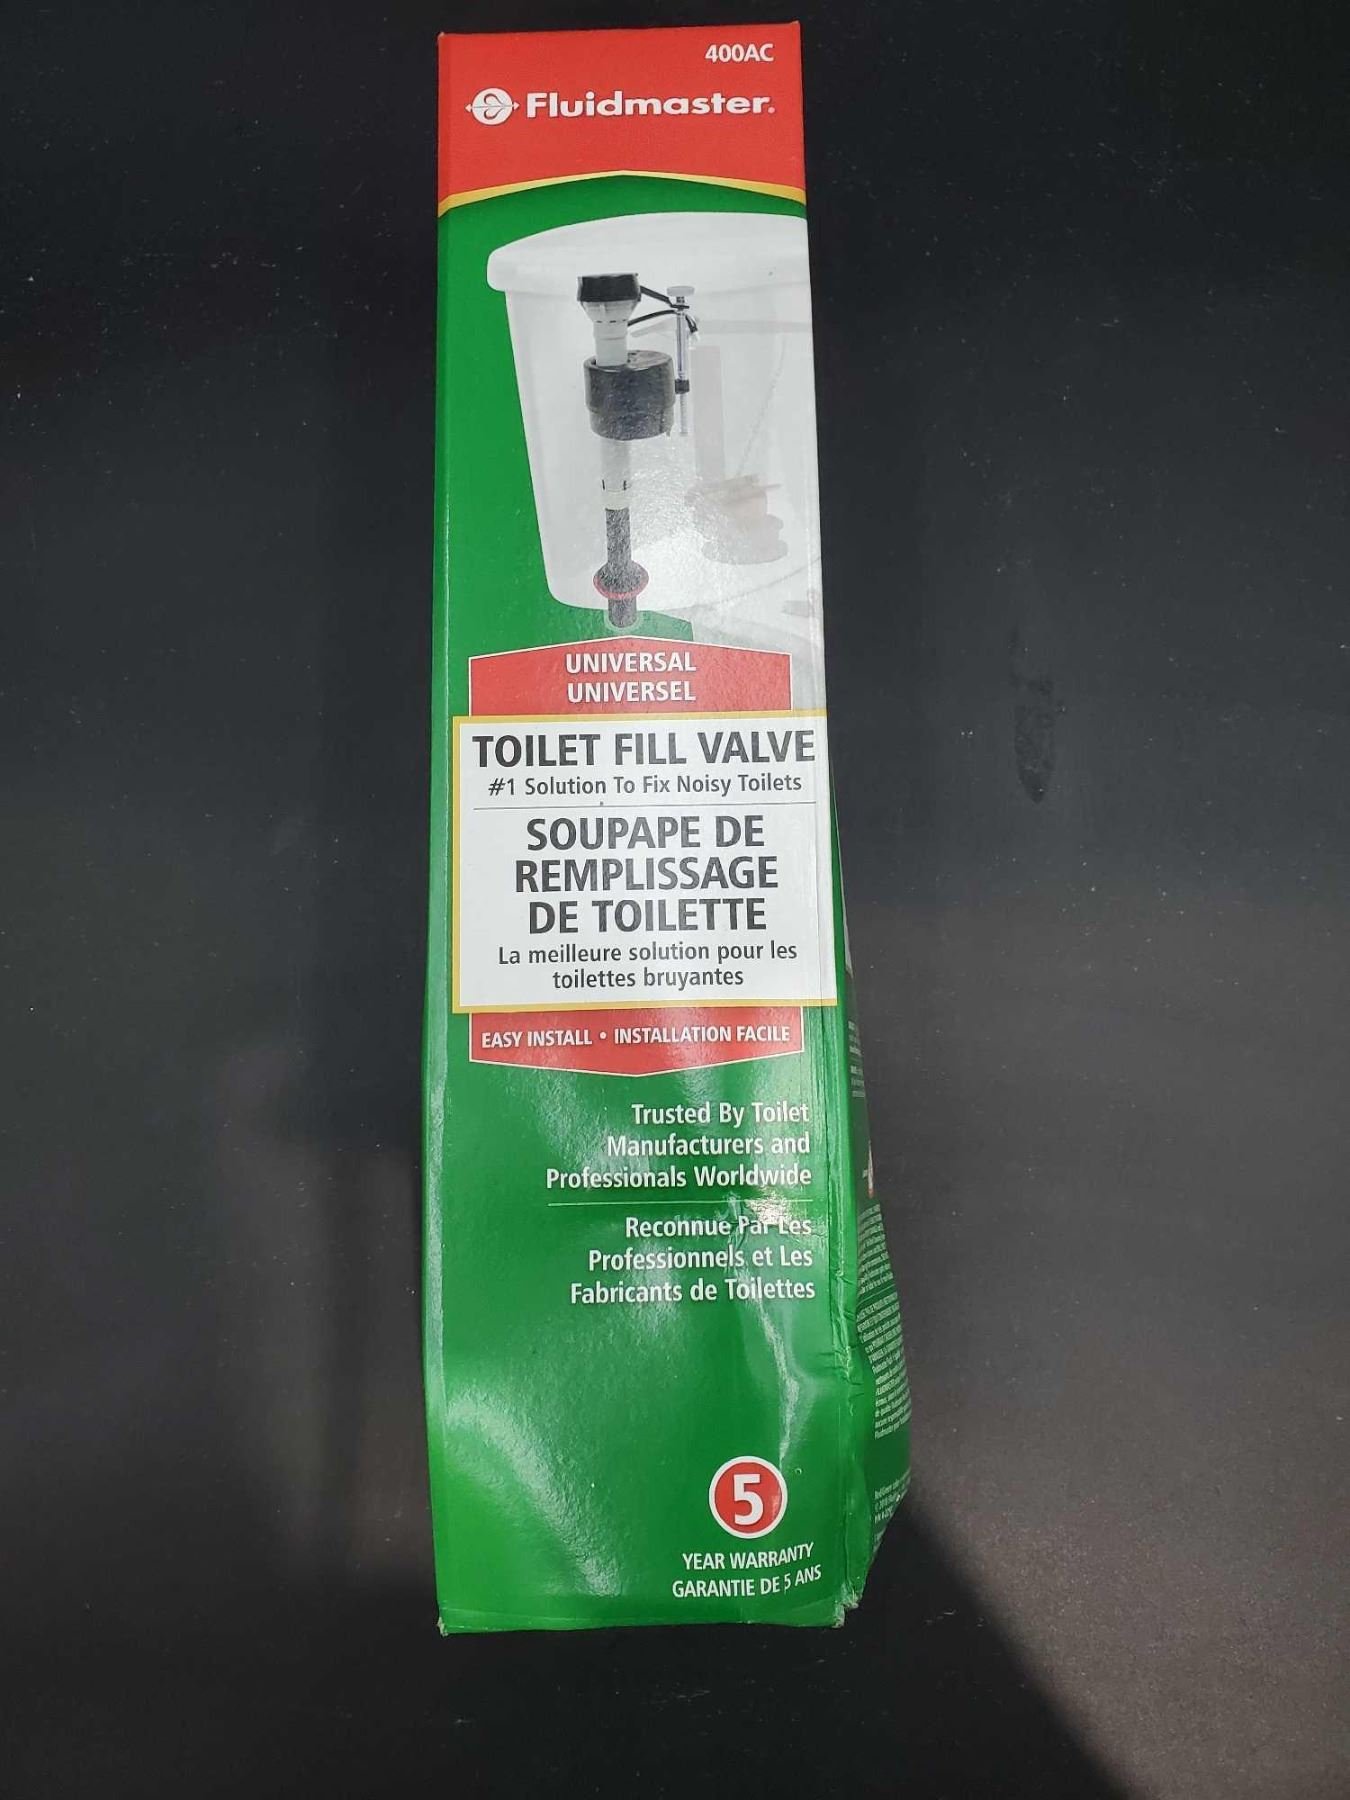 400AC
Fluidmaster.
UNIVERSAL
UNIVERSEL
TOILET FILL VALVE
#1 Solution To Fix Noisy Toilets
SOUPAPE DE
REMPLISSAGE
DE TOILETTE
La meilleure solution pour les
toilettes bruyantes
EASY INSTALL • INSTALLATION FACILE
Trusted By Toilet
Manufacturers and
Professionals Worldwide
Reconnue Par Les
Professionnels et Les
Fabricants de Toilettes
5
YEAR WARRANTY
GARANTIE DE 5 ANS